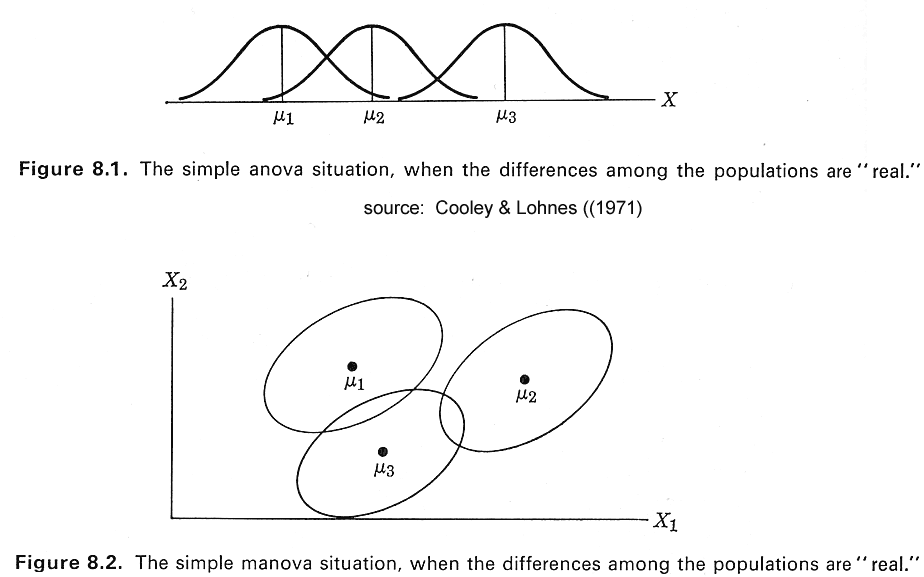 X
μ1 μ2 μ3
Figure 8.1. The simple anova situation, when the differences among the populations are "real."
source: Cooley & Lohnes ((1971)
X2
μ1
μ2
μ3
X1
Figure 8.2. The simple manova situation, when the differences among the populations are "real."